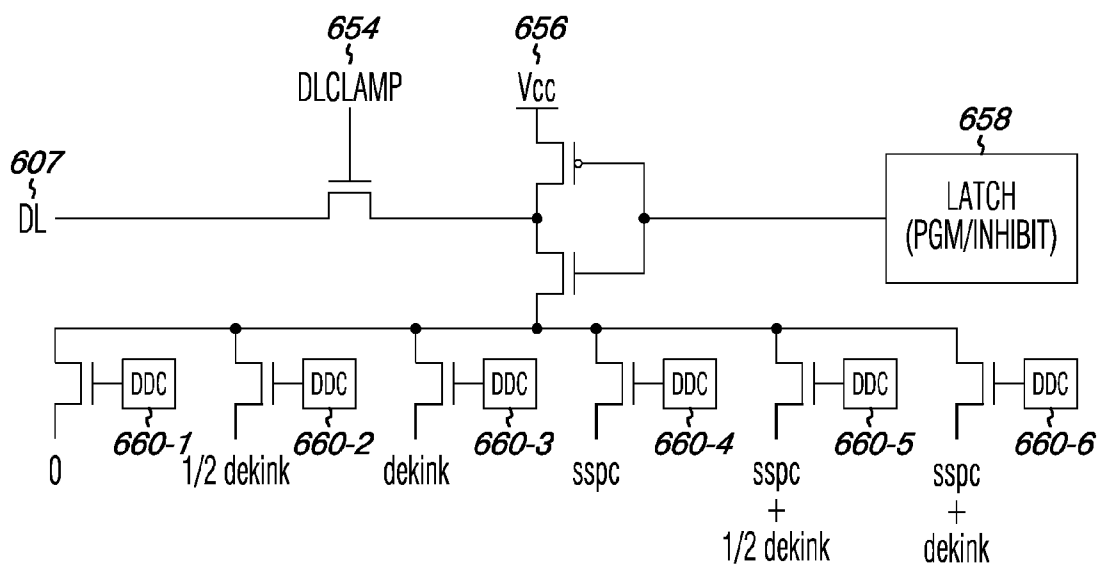 654
656
DLCLAMP
Vcc
658
607
DL
LATCH
(PGM/INHIBIT)
DDC DDC DDC DDC DDC DDC
660-1 660-2 660-3 660-4 660-5 660-6
0 1/2 dekink dekink sspc sspc sspc
+ +
1/2 dekink dekink